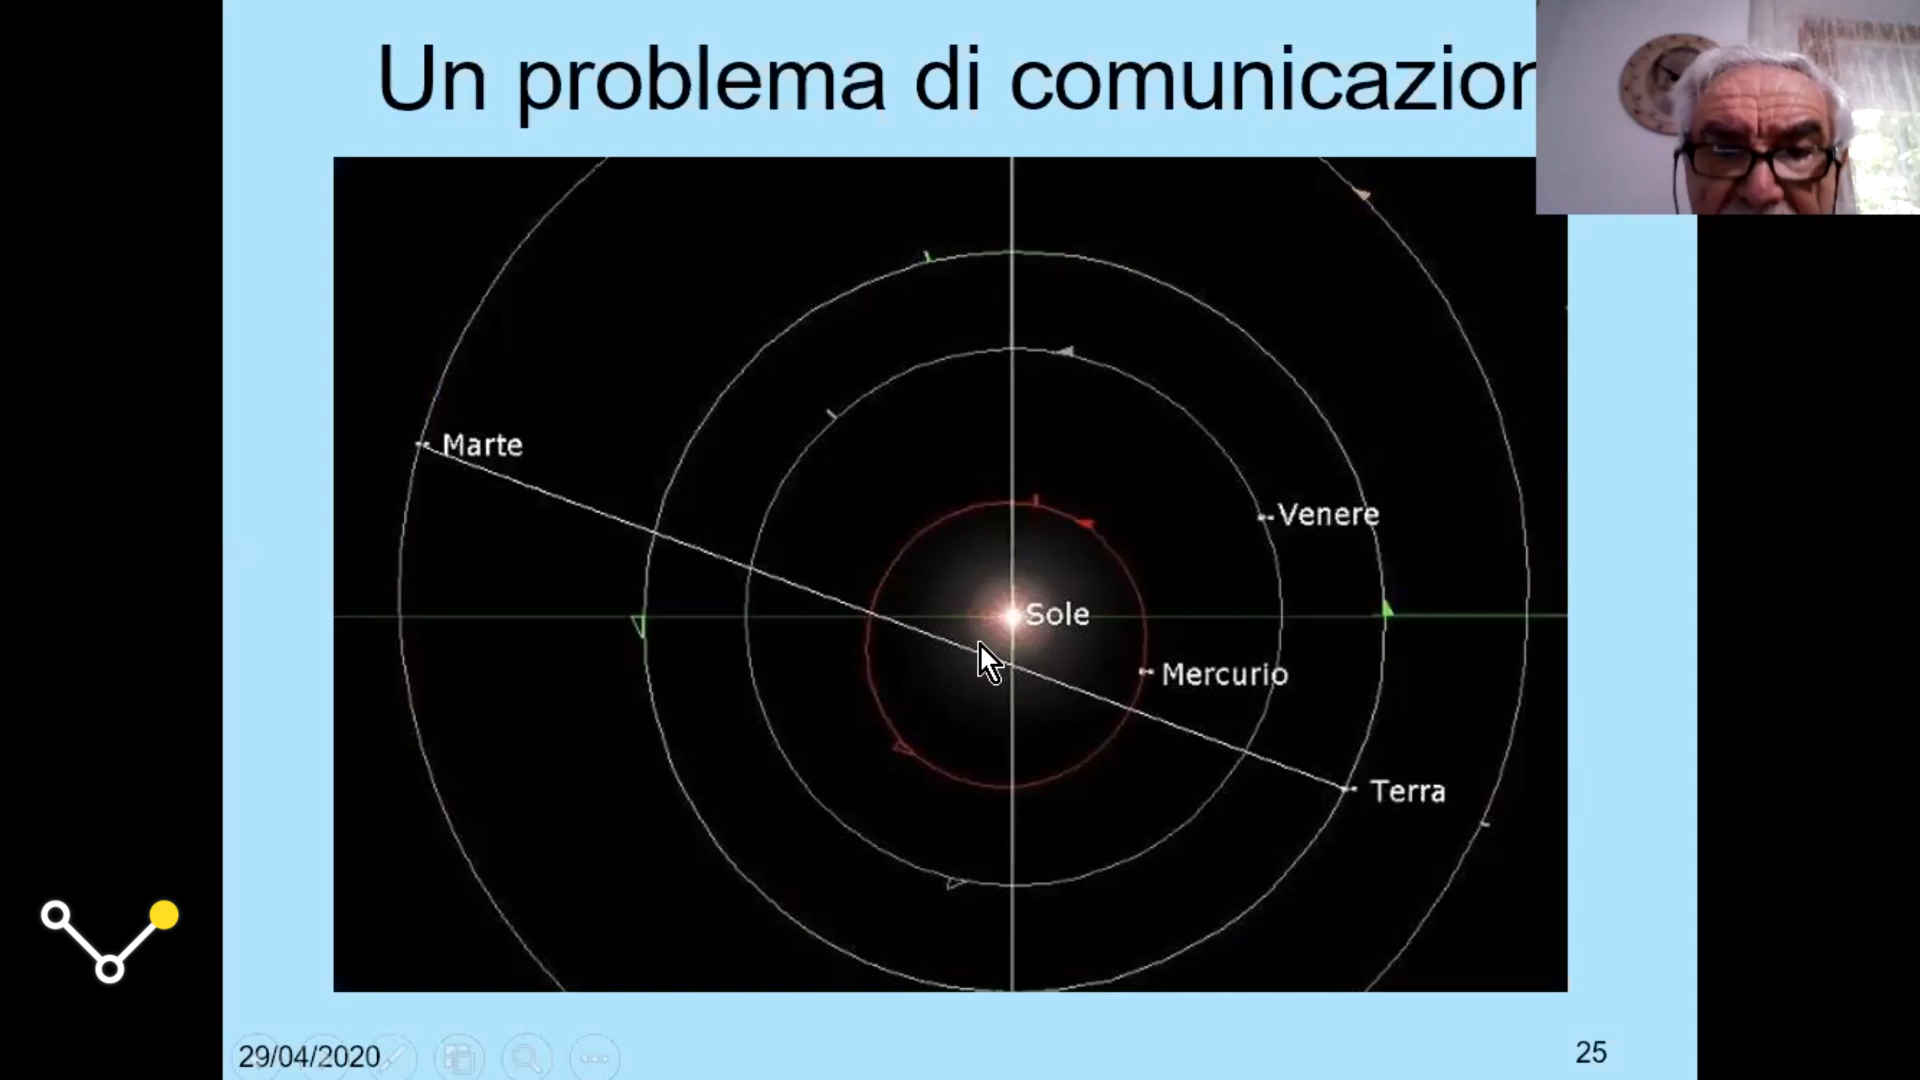 Un problema di comunicazion
Marte
Venere
Sole
Mercurio
Terra
29/04/2020
25